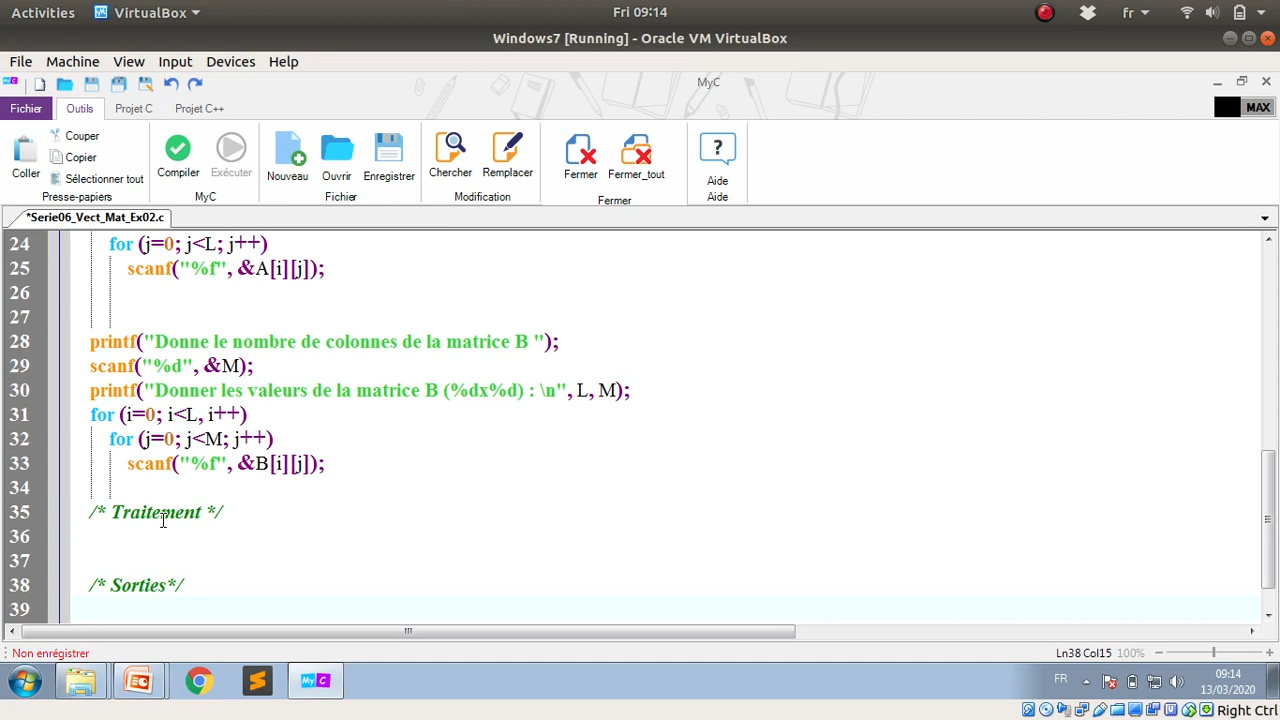 Activities VirtualBox Fri 09:14 fr
Windows7 [Running] - Oracle VM VirtualBox
File Machine View Input Devices Help
MyC
Fichier Outils Projet C Projet C++ MAX
Coller Couper Copier Sélectionner tout Compiler Exécuter Nouveau Ouvrir Enregistrer Chercher Remplacer Fermer Fermer_tout Aide
Presse-papiers MyC Fichier Modification Fermer Aide
*Serie06_Vect_Mat_Ex02.c
24 for (j=0; j<L; j++)
25 scanf("%f", &A[i][j]);
26
27
28 printf("Donne le nombre de colonnes de la matrice B ");
29 scanf("%d", &M);
30 printf("Donner les valeurs de la matrice B (%dx%d) : \n", L, M);
31 for (i=0; i<L, i++)
32 for (j=0; j<M; j++)
33 scanf("%f", &B[i][j]);
34
35 /* Traitement */
36
37
38 /* Sorties*/
39
Non enrégistrer Ln38 Col15 100%
MyC FR 09:14
13/03/2020
Right Ctrl